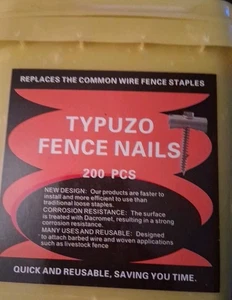 REPLACES THE COMMON WIRE FENCE STAPLES
TYPUZO
FENCE NAILS
200 PCS
NEW DESIGN: Our products are faster to
install and more efficient to use than
traditional loose staples.
CORROSION RESISTANCE: The surface
is treated with Dacromet, resulting in a strong
corrosion resistance.
MANY USES AND REUSABLE: Designed
to attach barbed wire and woven applications
such as livestock fence
QUICK AND REUSABLE, SAVING YOU TIME.